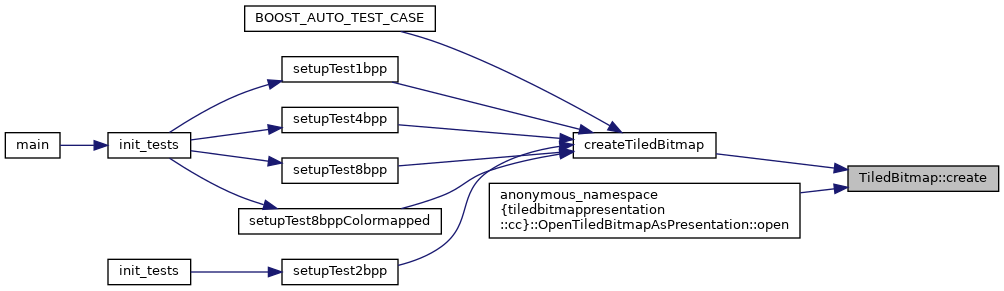 BOOST_AUTO_TEST_CASE
setupTest1bpp
setupTest4bpp
main
init_tests
createTiledBitmap
setupTest8bpp
TiledBitmap::create
anonymous_namespace
{tiledbitmappresentation
::cc}::OpenTiledBitmapAsPresentation::open
setupTest8bppColormapped
init_tests
setupTest2bpp